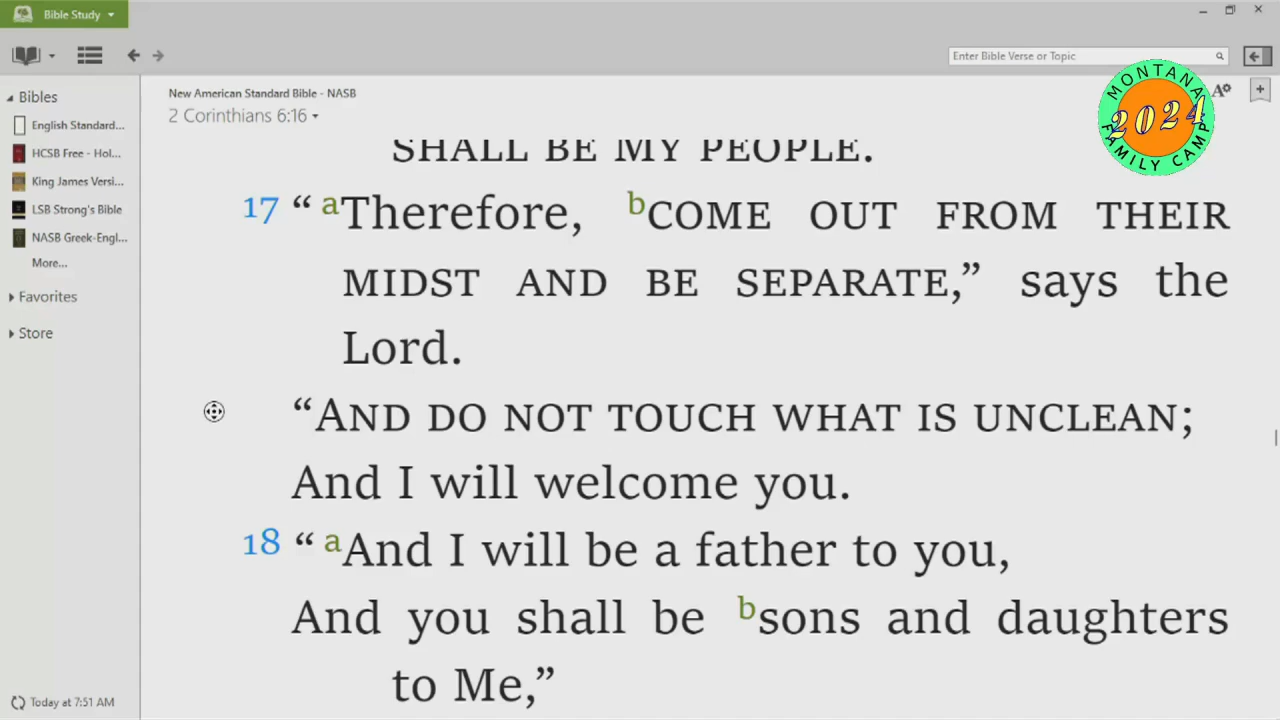 Bible Study
Enter Bible Verse or Topic
MONTANA
2024
FAMILY CAMP
Bibles
English Standard...
HCSB Free - Hol...
King James Versi...
LSB Strong's Bible
NASB Greek-Engl...
More...
Favorites
Store
Today at 7:51 AM
New American Standard Bible - NASB
2 Corinthians 6:16
SHALL BE MY PEOPLE.
17 “ aTherefore, bCOME OUT FROM THEIR
MIDST AND BE SEPARATE,” says the
Lord.
“AND DO NOT TOUCH WHAT IS UNCLEAN;
And I will welcome you.
18 “ aAnd I will be a father to you,
And you shall be bsons and daughters
to Me,”